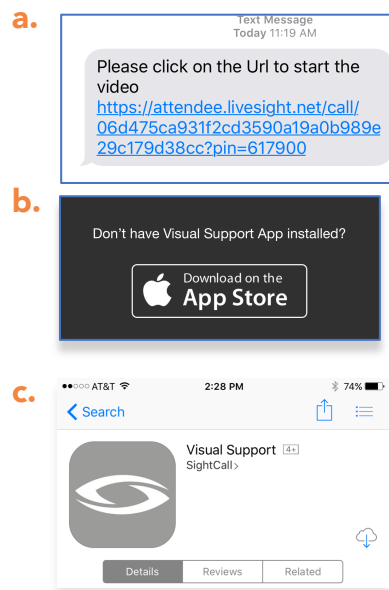 a.
Text Message
Today 11:19 AM
Please click on the Url to start the
video
https://attendee.livesight.net/call/
06d475ca931f2cd3590a19a0b989e
29c179d38cc?pin=617900
b.
Don’t have Visual Support App installed?
Download on the
App Store
c.
AT&T 2:28 PM 74%
Search
Visual Support 4+
SightCall>
Details Reviews Related